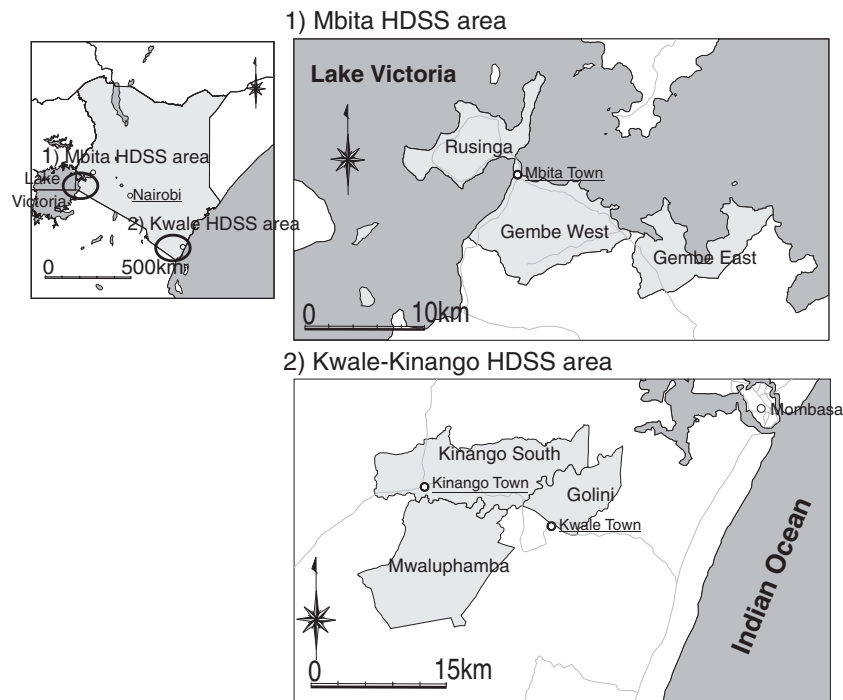 1) Mbita HDSS area
Lake Victoria
Rusinga
Mbita Town
Gembe West
Gembe East
0 10km
1) Mbita HDSS area
Lake
Victoria
Nairobi
2) Kwale HDSS area
0 500km
2) Kwale-Kinango HDSS area
Mombasa
Kinango South
Kinango Town
Golini
Kwale Town
Mwaluphamba
Indian Ocean
0 15km